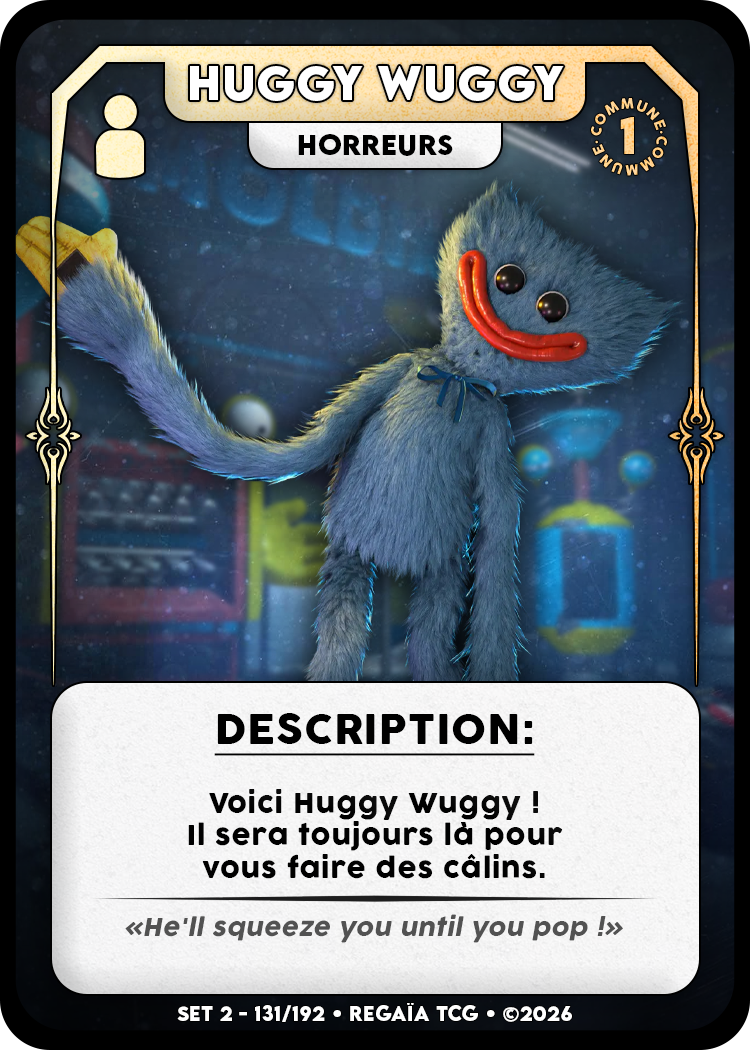 HUGGY WUGGY
HORREURS
COMMUNE · COMMUNE ·
1
DESCRIPTION:
Voici Huggy Wuggy !
Il sera toujours là pour
vous faire des câlins.
«He'll squeeze you until you pop !»
SET 2 - 131/192 • REGAÏA TCG • ©2026